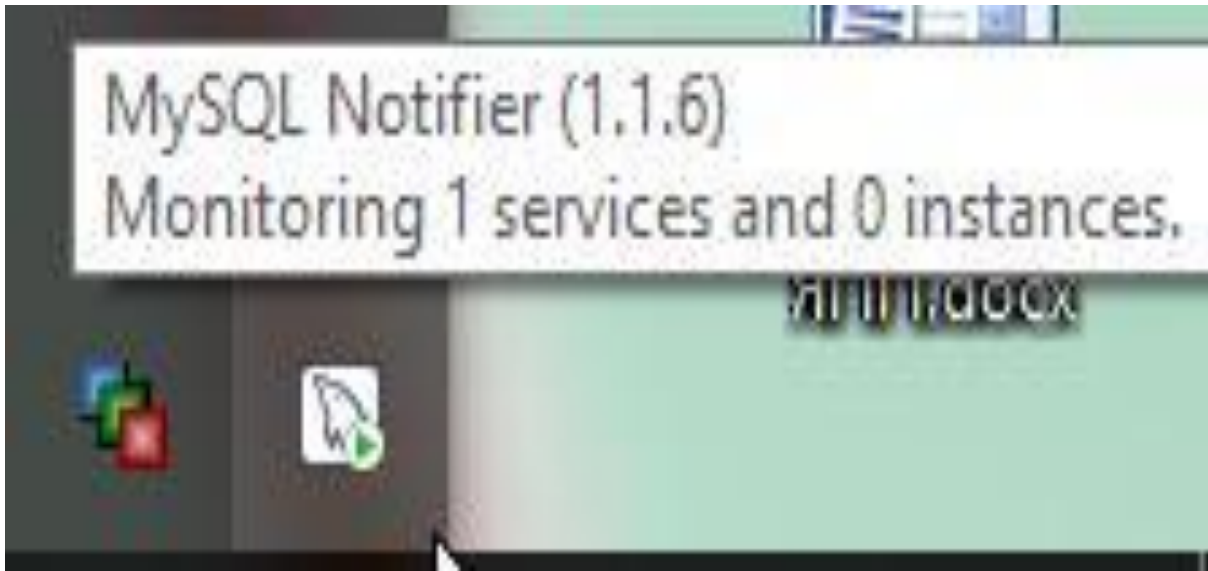 MySQL Notifier (1.1.6)
Monitoring 1 services and 0 instances.